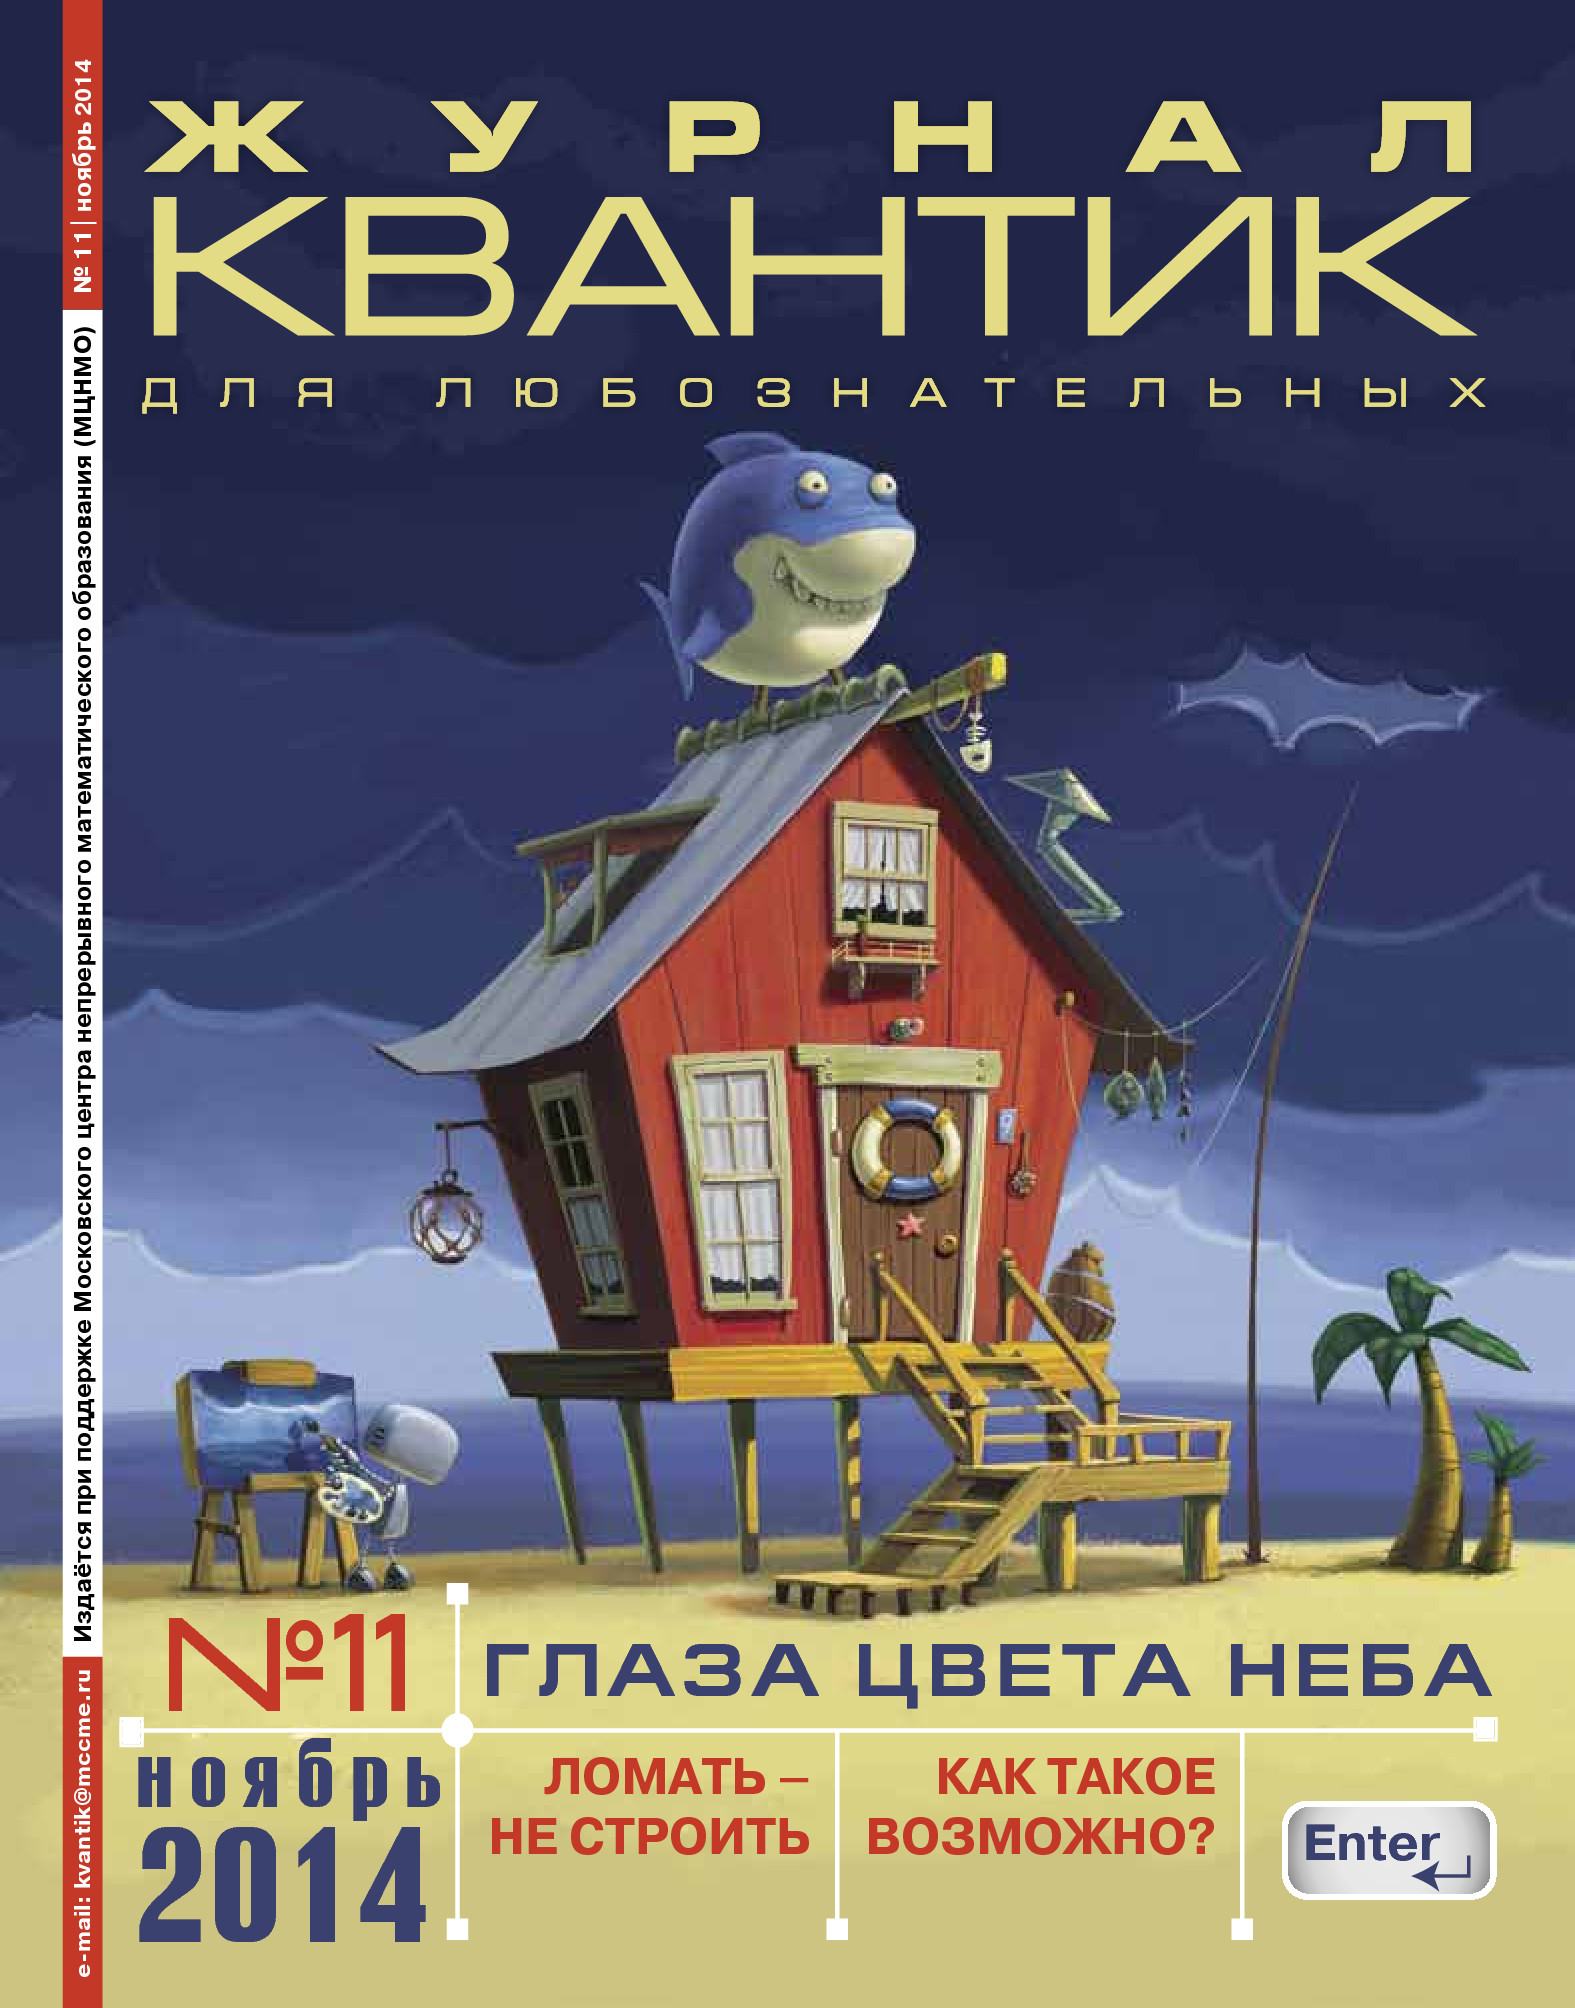 ЖУРНАЛ
КВАНТИК
ДЛЯ ЛЮБОЗНАТЕЛЬНЫХ
№ 11 | ноябрь 2014
Издаётся при поддержке Московского центра непрерывного математического образования (МЦНМО)
e-mail: kvantik@mccme.ru
9
№11
ноябрь
2014
ГЛАЗА ЦВЕТА НЕБА
ЛОМАТЬ –
НЕ СТРОИТЬ
КАК ТАКОЕ
ВОЗМОЖНО?
Enter